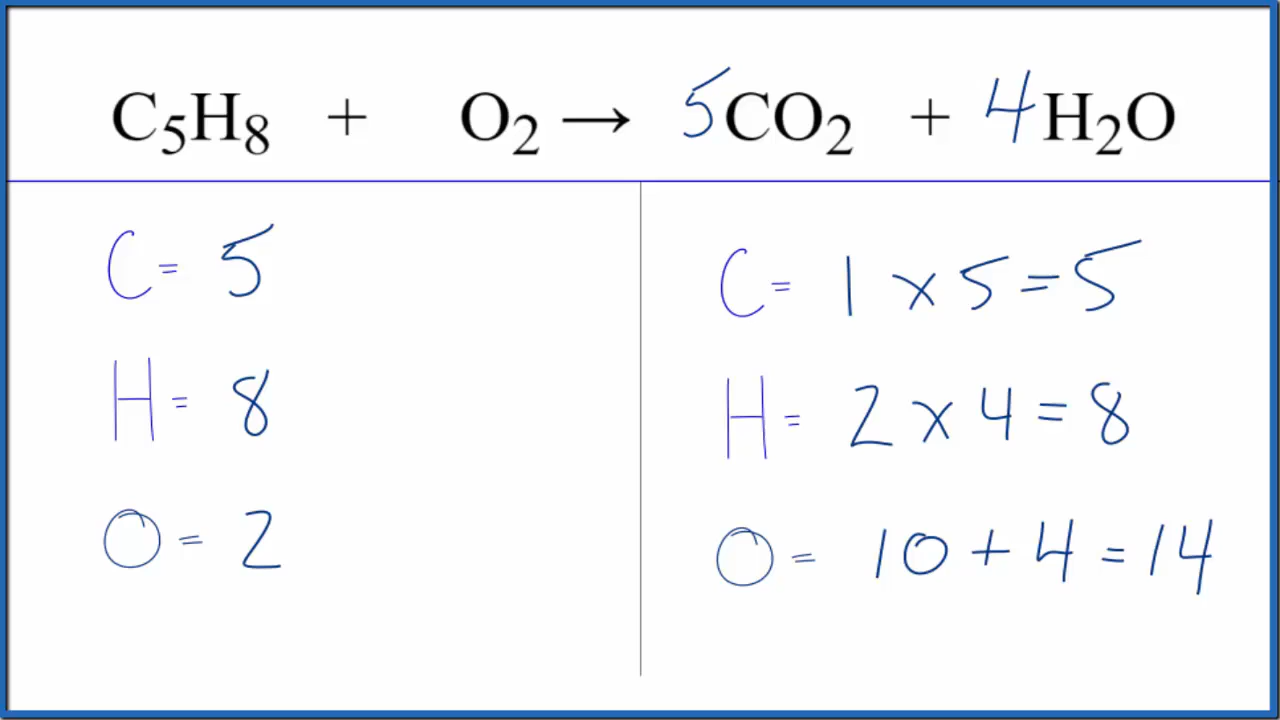 C₅H₈ + O₂ → 5CO₂ + 4H₂O
C = 5
H = 8
O = 2
C = 1 x 5 = 5
H = 2 x 4 = 8
O = 10 + 4 = 14